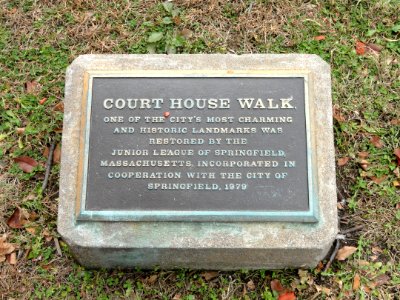 COURT HOUSE WALK
ONE OF THE CITY'S MOST CHARMING
AND HISTORIC LANDMARKS WAS
RESTORED BY THE
JUNIOR LEAGUE OF SPRINGFIELD,
MASSACHUSETTS, INCORPORATED IN
COOPERATION WITH THE CITY OF
SPRINGFIELD, 1979